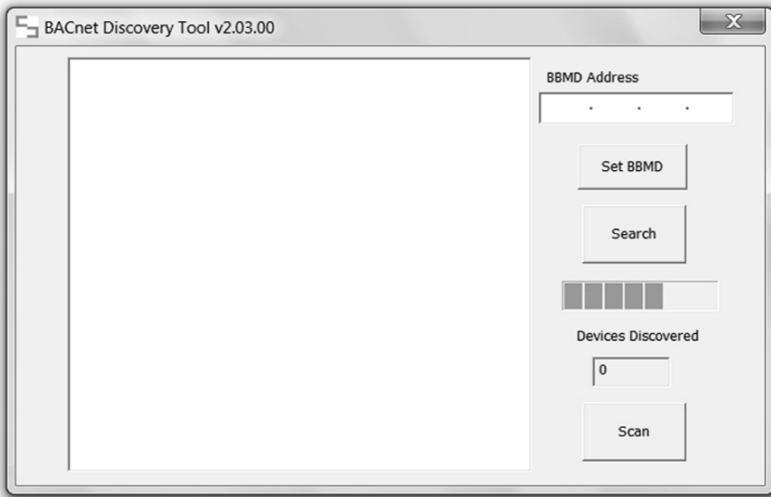 BACnet Discovery Tool v2.03.00
X
BBMD Address
. . .
Set BBMD
Search
Devices Discovered
0
Scan